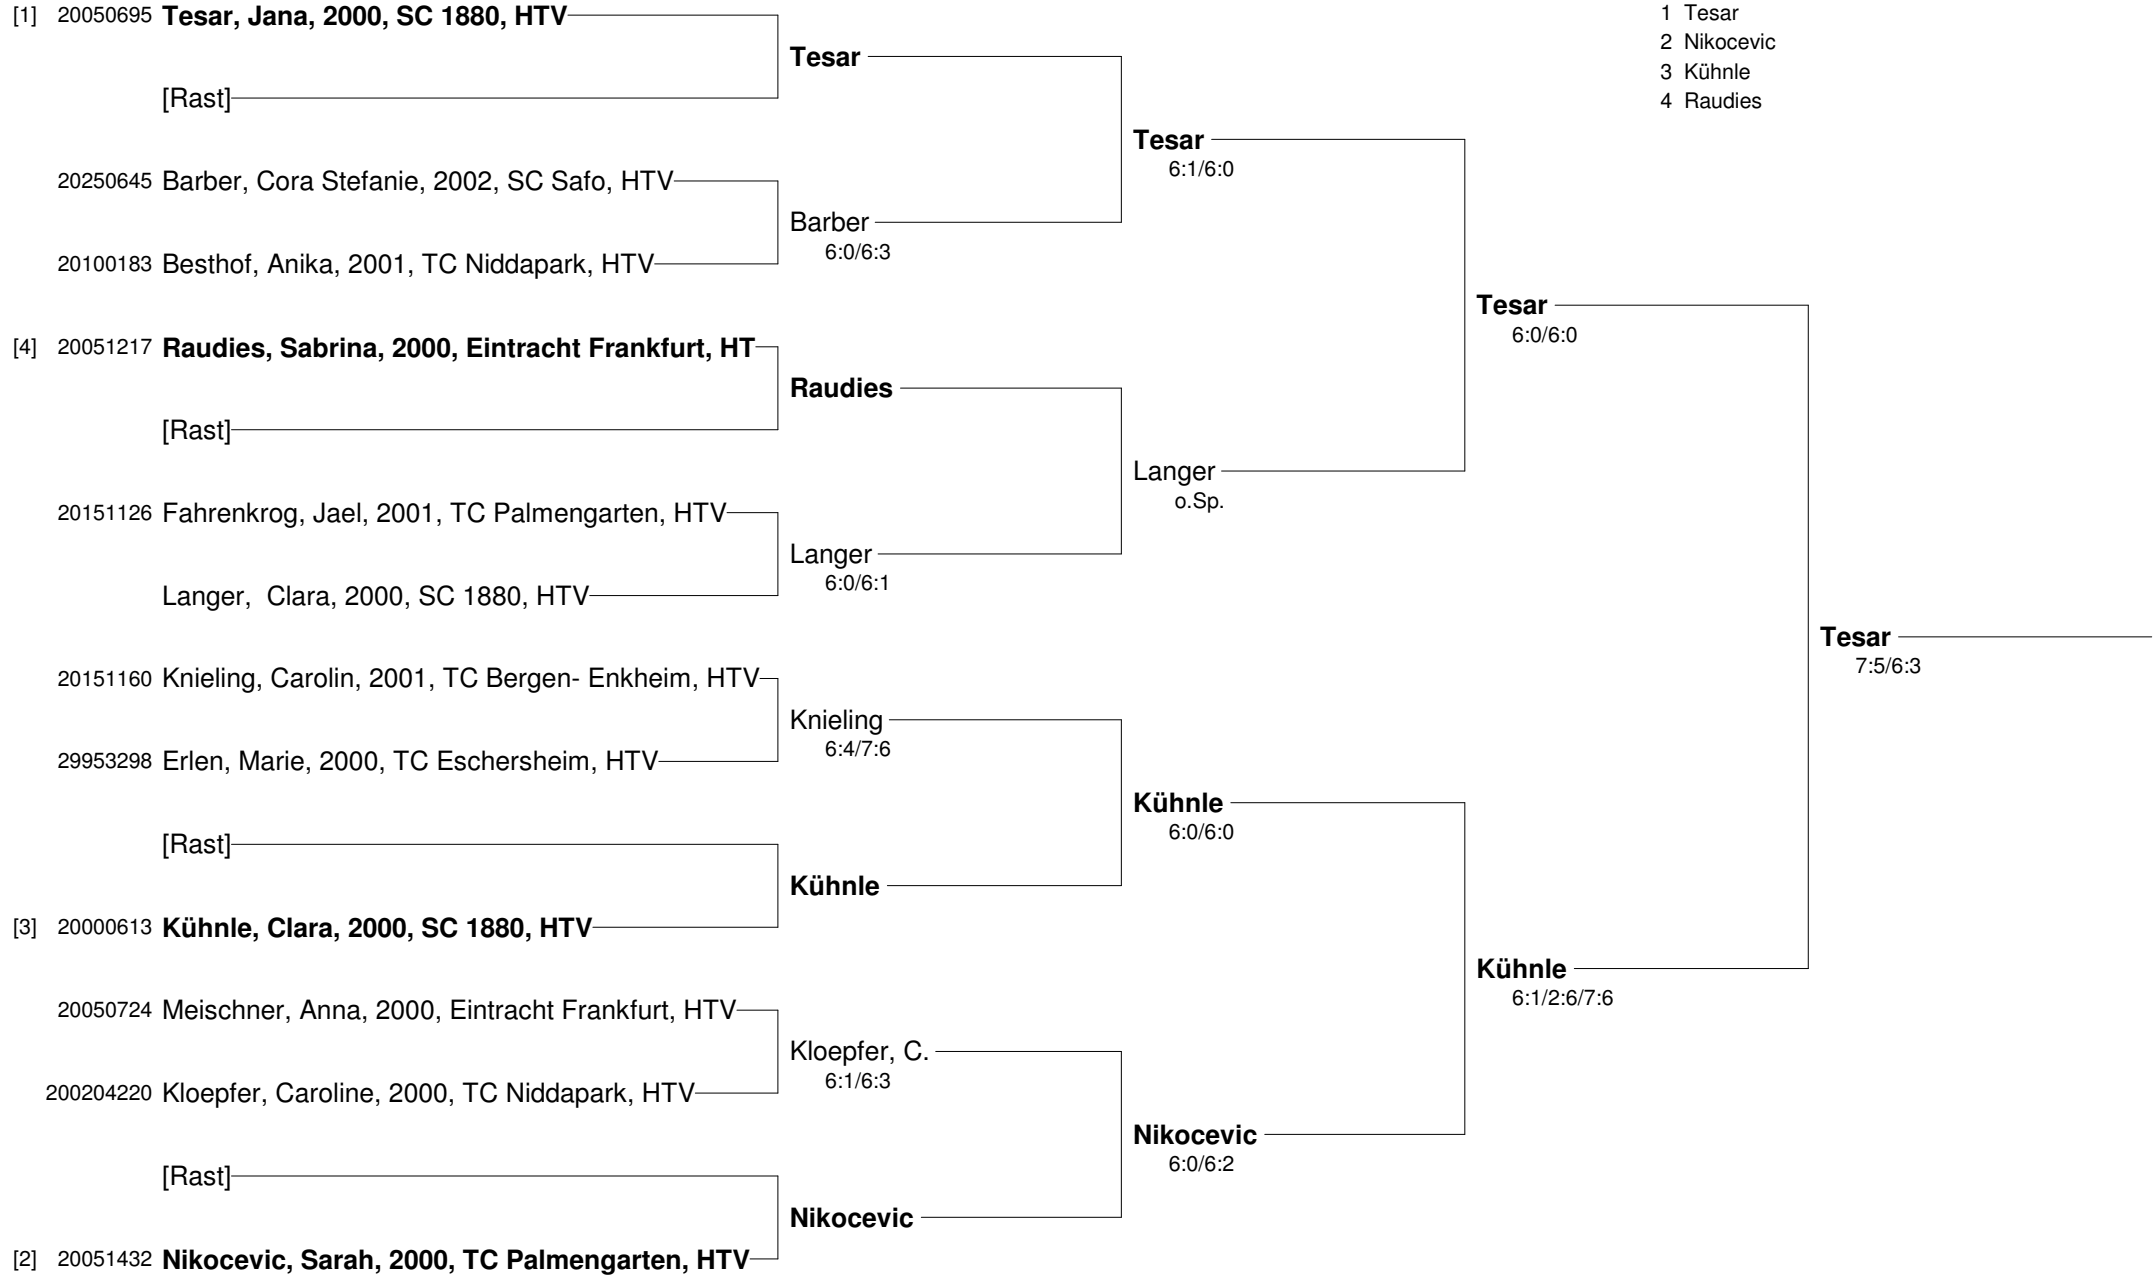 [1] 20050695 Tesar, Jana, 2000, SC 1880, HTV
[Rast]
20250645 Barber, Cora Stefanie, 2002, SC Safo, HTV
20100183 Besthof, Anika, 2001, TC Niddapark, HTV
[4] 20051217 Raudies, Sabrina, 2000, Eintracht Frankfurt, HT
[Rast]
20151126 Fahrenkrog, Jael, 2001, TC Palmengarten, HTV
Langer,  Clara, 2000, SC 1880, HTV
20151160 Knieling, Carolin, 2001, TC Bergen- Enkheim, HTV
29953298 Erlen, Marie, 2000, TC Eschersheim, HTV
[Rast]
[3] 20000613 Kühnle, Clara, 2000, SC 1880, HTV
20050724 Meischner, Anna, 2000, Eintracht Frankfurt, HTV
200204220 Kloepfer, Caroline, 2000, TC Niddapark, HTV
[Rast]
[2] 20051432 Nikocevic, Sarah, 2000, TC Palmengarten, HTV
Tesar
Barber
6:0/6:3
Raudies
Langer
6:0/6:1
Knieling
6:4/7:6
Kühnle
Kloepfer, C.
6:1/6:3
Nikocevic
Tesar
6:1/6:0
Langer
o.Sp.
Kühnle
6:0/6:0
Nikocevic
6:0/6:2
Tesar
6:0/6:0
Kühnle
6:1/2:6/7:6
Tesar
7:5/6:3
1 Tesar
2 Nikocevic
3 Kühnle
4 Raudies